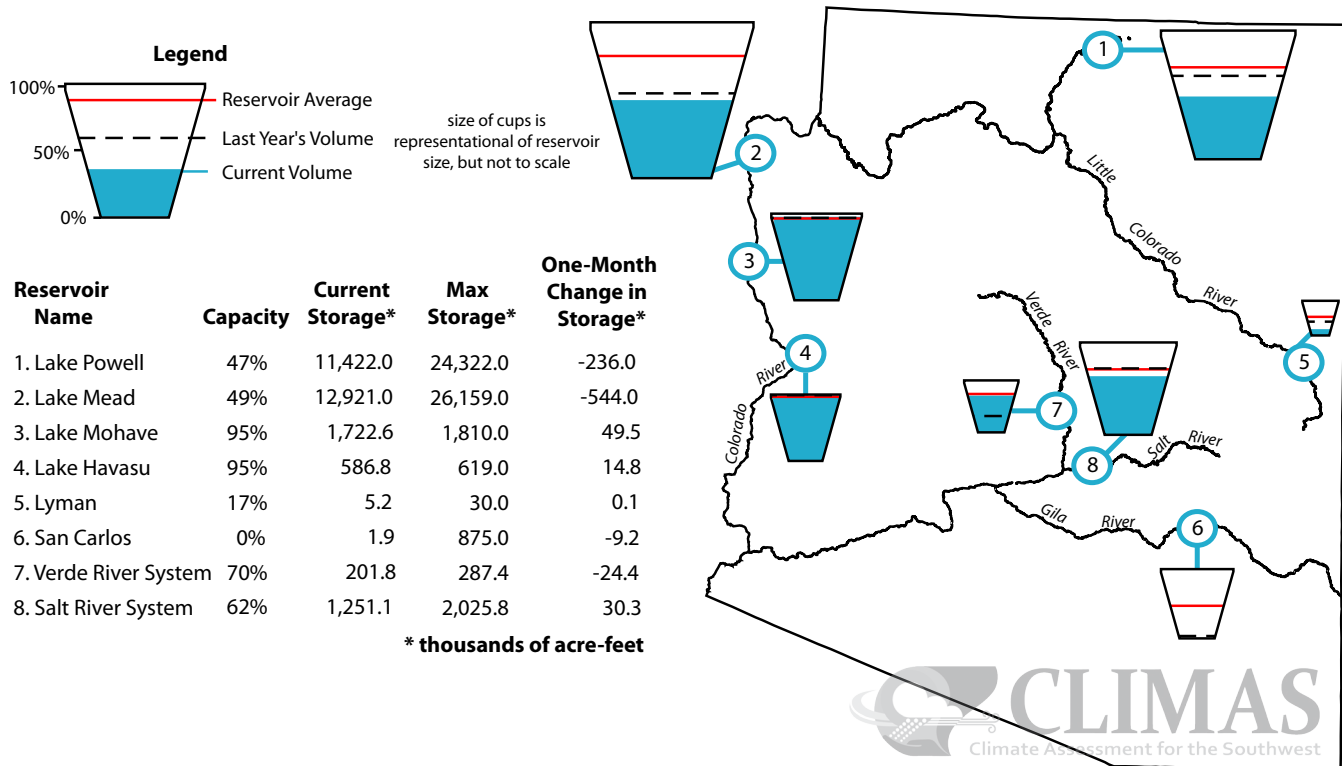 Legend
100%
Reservoir Average
Last Year's Volume
50%
Current Volume
0%
size of cups is
representational of reservoir
size, but not to scale
Reservoir Name Capacity Current Storage* Max Storage* One-Month Change in Storage*
1. Lake Powell 47% 11,422.0 24,322.0 -236.0
2. Lake Mead 49% 12,921.0 26,159.0 -544.0
3. Lake Mohave 95% 1,722.6 1,810.0 49.5
4. Lake Havasu 95% 586.8 619.0 14.8
5. Lyman 17% 5.2 30.0 0.1
6. San Carlos 0% 1.9 875.0 -9.2
7. Verde River System 70% 201.8 287.4 -24.4
8. Salt River System 62% 1,251.1 2,025.8 30.3
* thousands of acre-feet
1
2
3
4
5
6
7
8
Little Colorado River
Verde River
Colorado River
Salt River
Gila River
CLIMAS
Climate Assessment for the Southwest